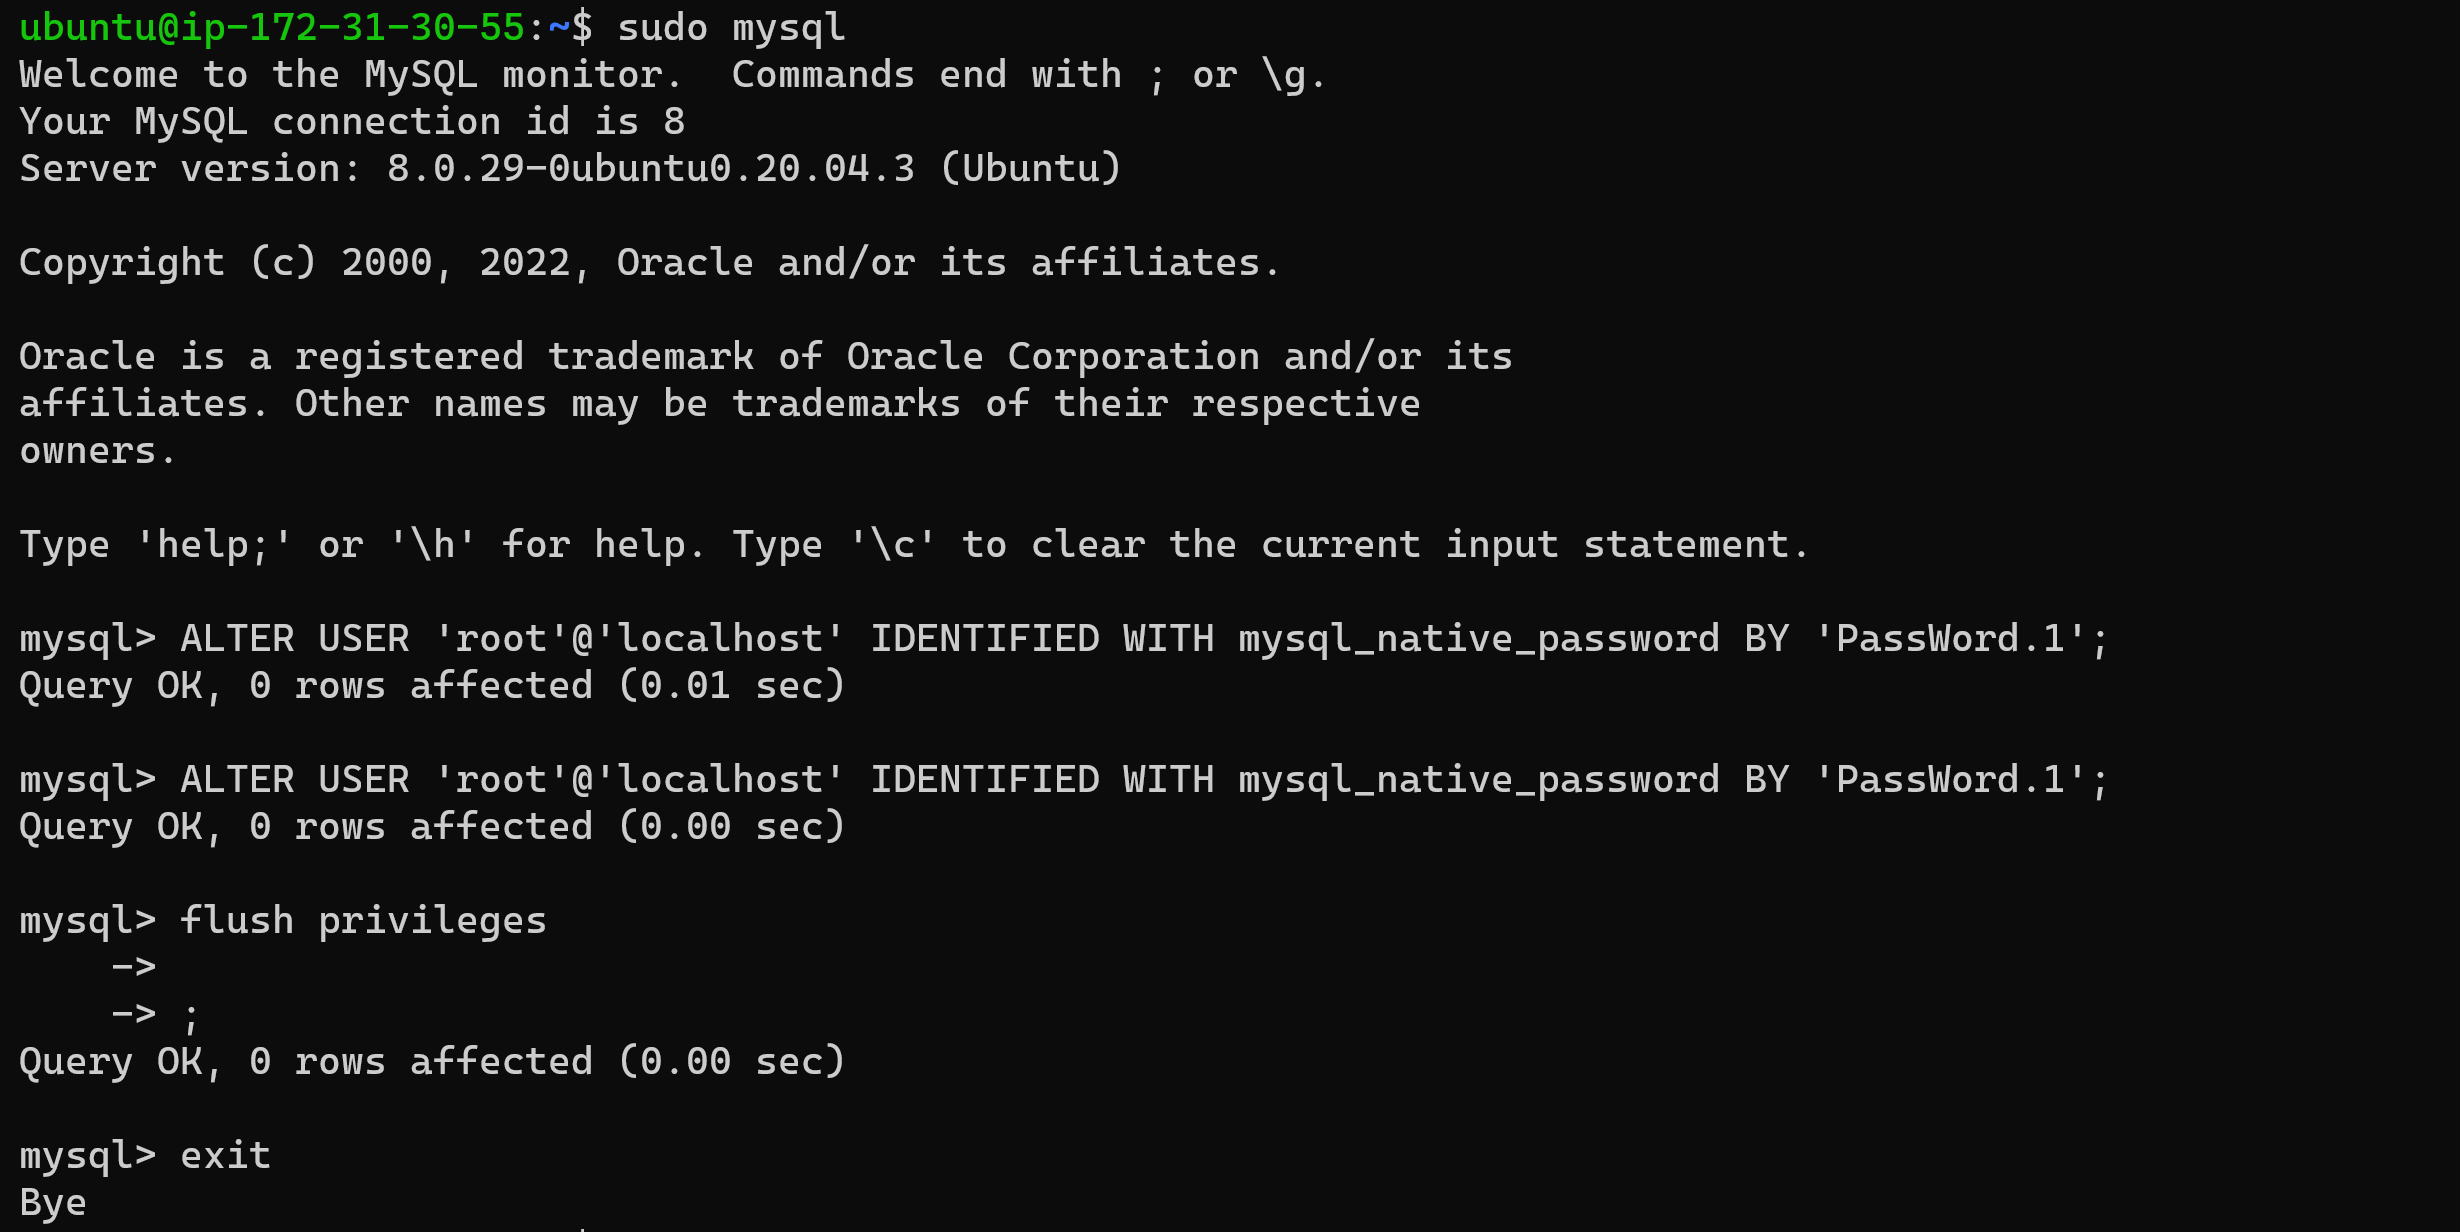 ubuntu@ip-172-31-30-55:~$ sudo mysql
Welcome to the MySQL monitor.  Commands end with ; or \g.
Your MySQL connection id is 8
Server version: 8.0.29-0ubuntu0.20.04.3 (Ubuntu)

Copyright (c) 2000, 2022, Oracle and/or its affiliates.

Oracle is a registered trademark of Oracle Corporation and/or its
affiliates. Other names may be trademarks of their respective
owners.

Type 'help;' or '\h' for help. Type '\c' to clear the current input statement.

mysql> ALTER USER 'root'@'localhost' IDENTIFIED WITH mysql_native_password BY 'PassWord.1';
Query OK, 0 rows affected (0.01 sec)

mysql> ALTER USER 'root'@'localhost' IDENTIFIED WITH mysql_native_password BY 'PassWord.1';
Query OK, 0 rows affected (0.00 sec)

mysql> flush privileges
    ->
    -> ;
Query OK, 0 rows affected (0.00 sec)

mysql> exit
Bye